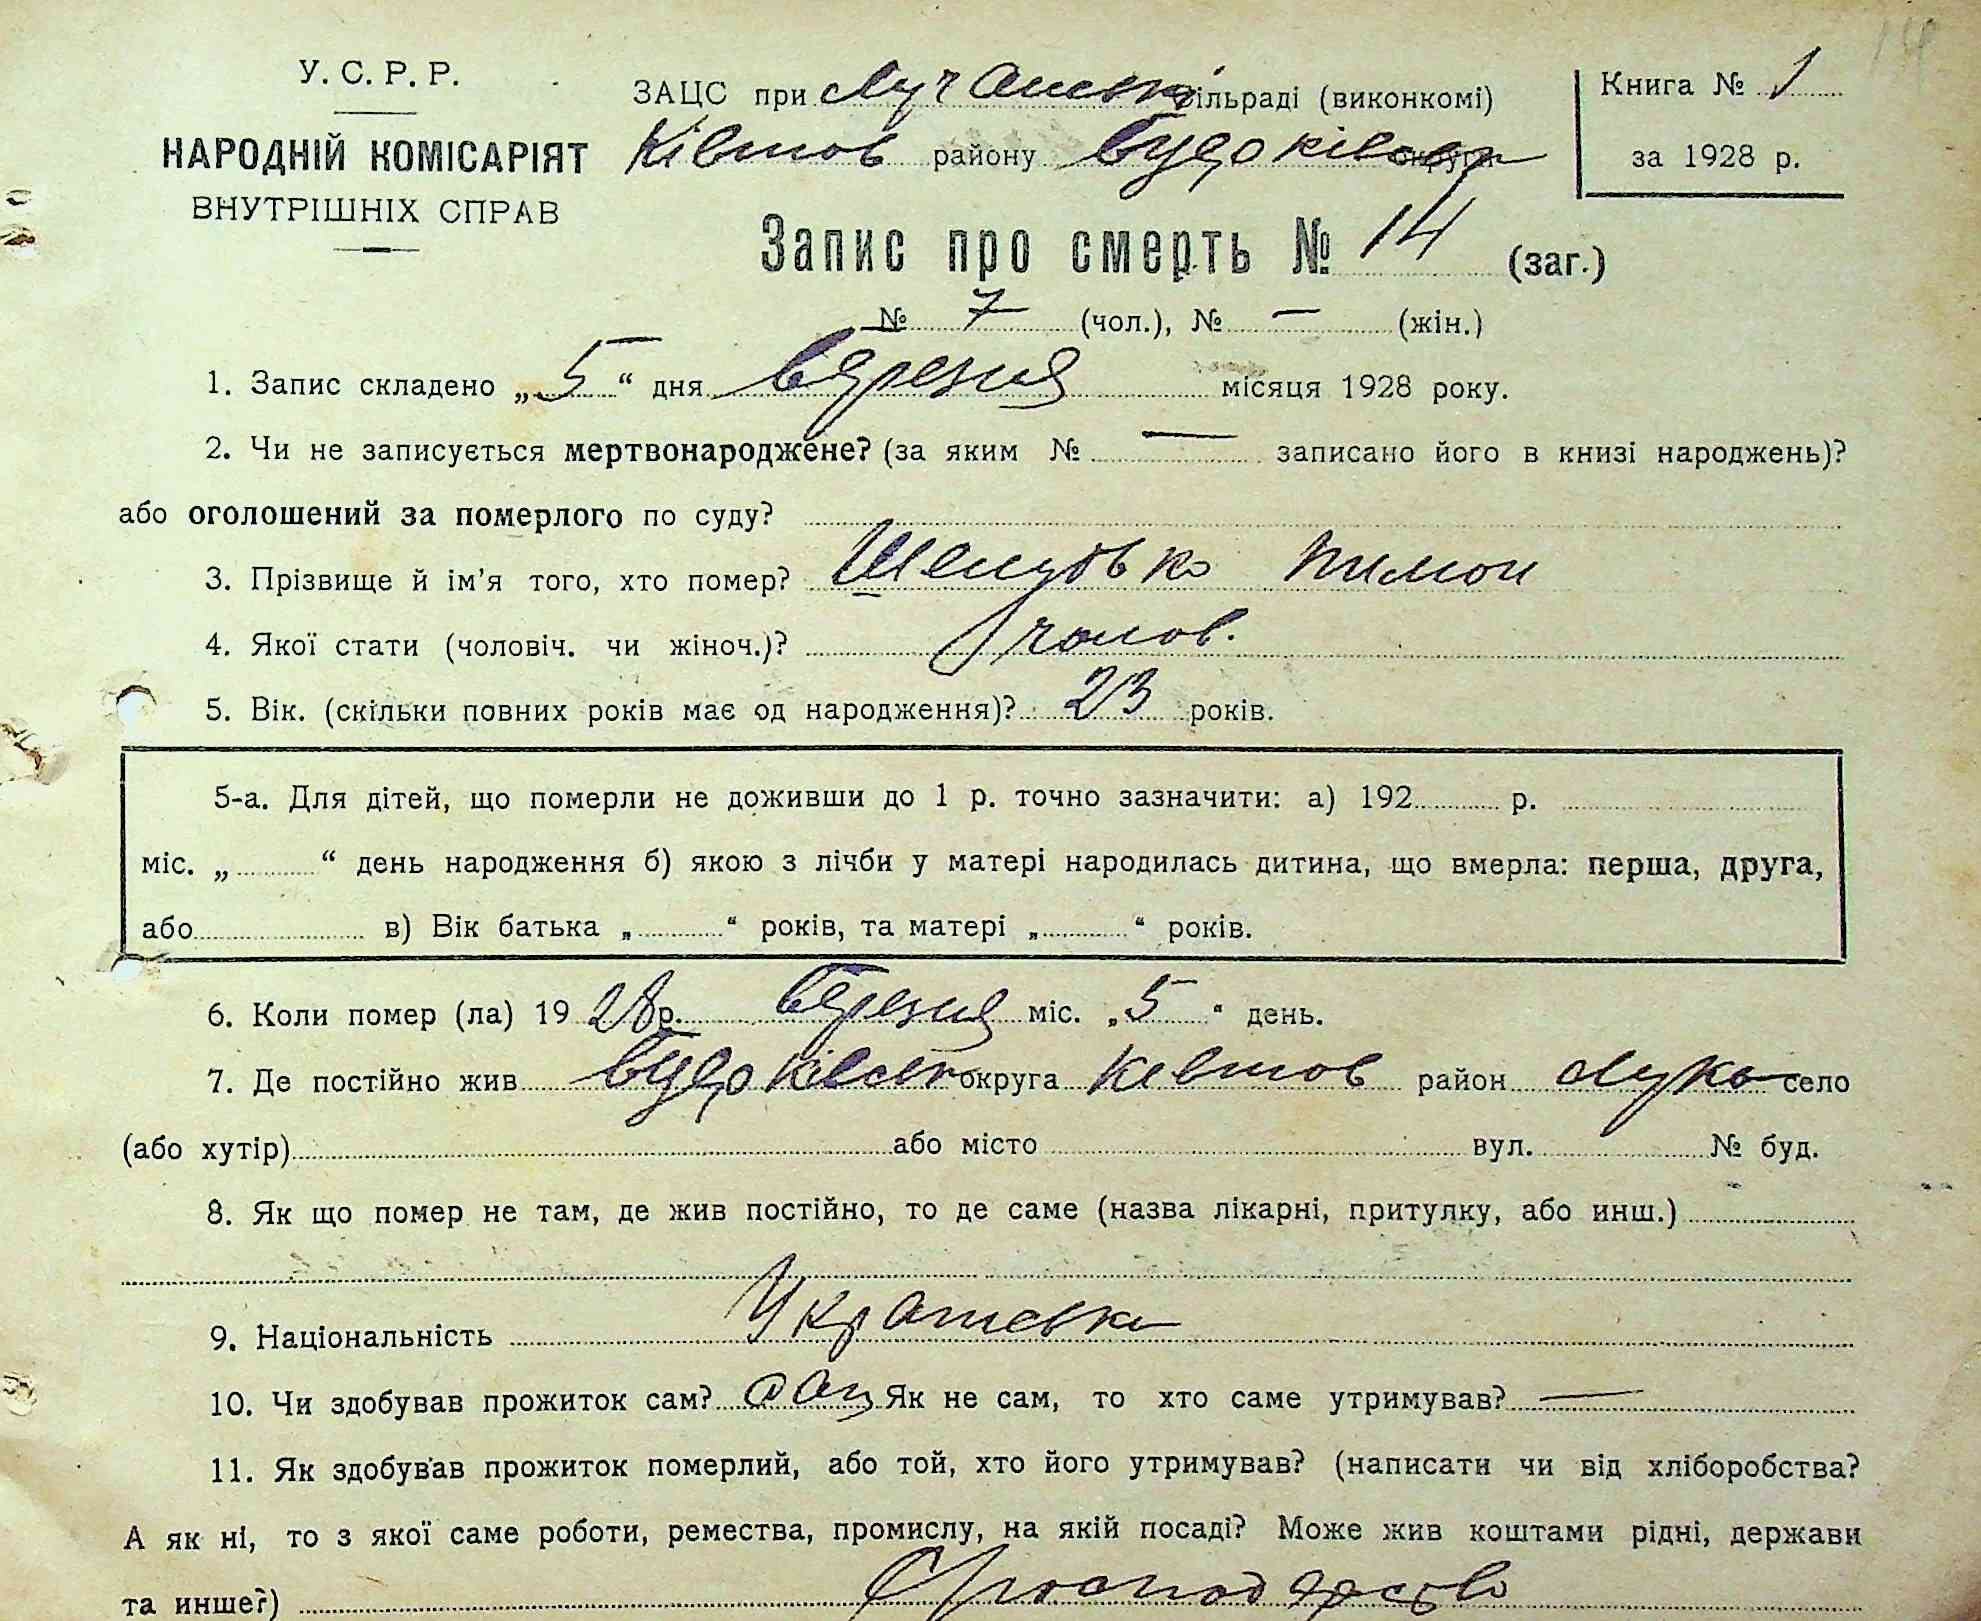 У. С. Р. Р.
НАРОДНІЙ КОМІСАРІЯТ
ВНУТРІШНІХ СПРАВ
ЗАЦС при Лучанські сільраді (виконкомі)
району округи
Книга № 1
за 1928 р.
Запис про смерть № 14 (заг.)
№ 7 (чол.), № — (жін.)
1. Запис складено „5“ дня березня місяця 1928 року.
2. Чи не записується мертвонароджене? (за яким № — записано його в книзі народжень)?
або оголошений за померлого по суду?
3. Прізвище й ім’я того, хто помер? Пилип
4. Якої стати (чоловіч. чи жіноч.)? чолов.
5. Вік. (скільки повних років має од народження)? 23 років.
5-а. Для дітей, що померли не доживши до 1 р. точно зазначити: а) 192 р.
міс. „ “ день народження б) якою з лічби у матері народилась дитина, що вмерла: перша, друга,
або в) Вік батька „ “ років, та матері „ “ років.
6. Коли помер (ла) 1928 р. березня міс. „5“ день.
7. Де постійно жив округа район Лука село
(або хутір) або місто вул. № буд.
8. Як що помер не там, де жив постійно, то де саме (назва лікарні, притулку, або инш.)
9. Національність
10. Чи здобував прожиток сам? сам Як не сам, то хто саме утримував? —
11. Як здобував прожиток померлий, або той, хто його утримував? (написати чи від хліборобства?
А як ні, то з якої саме роботи, ремества, промислу, на якій посаді? Може жив коштами рідні, держави
та инше?)